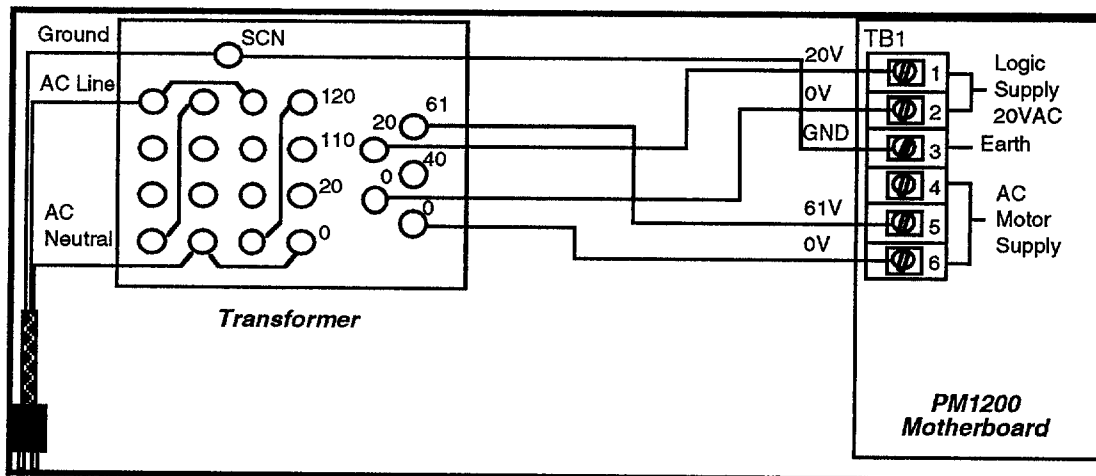 Ground
SCN
AC Line
120
110
20
0
AC
Neutral
61
20
40
0
0
Transformer
20V
0V
GND
61V
0V
TB1
1
2
3
4
5
6
Logic
Supply
20VAC
Earth
AC
Motor
Supply
PM1200
Motherboard